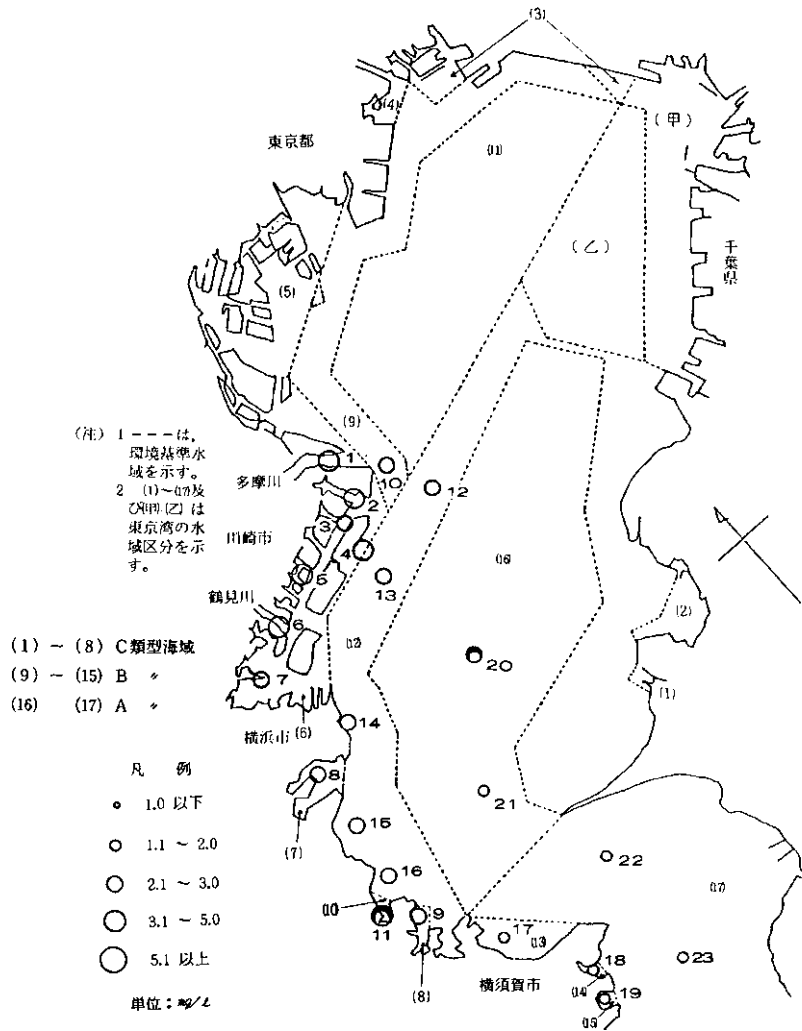 (3)
(4)
(甲)
東京都
(11)
(乙)
千葉県
(5)
(9)
(注) 1 ---は,
環境基準水
域を示す。
2 (1)~(17)及
び(甲)(乙)は
東京湾の水
域区分を示
す。
多摩川
川崎市
鶴見川
1
10
12
2
3
4
13
5
6
7
(12)
(16)
(2)
(1)
20
(1) ~ (8) C類型海域
(9) ~ (15) B 〃
(16) (17) A 〃
横浜市
(6)
14
8
(7)
21
15
16
22
(17)
(10)
11
9
(8)
17
(13)
18
(14)
19
(15)
23
横須賀市
凡 例
1.0 以下
1.1 ~ 2.0
2.1 ~ 3.0
3.1 ~ 5.0
5.1 以上
単位:mg/ℓ